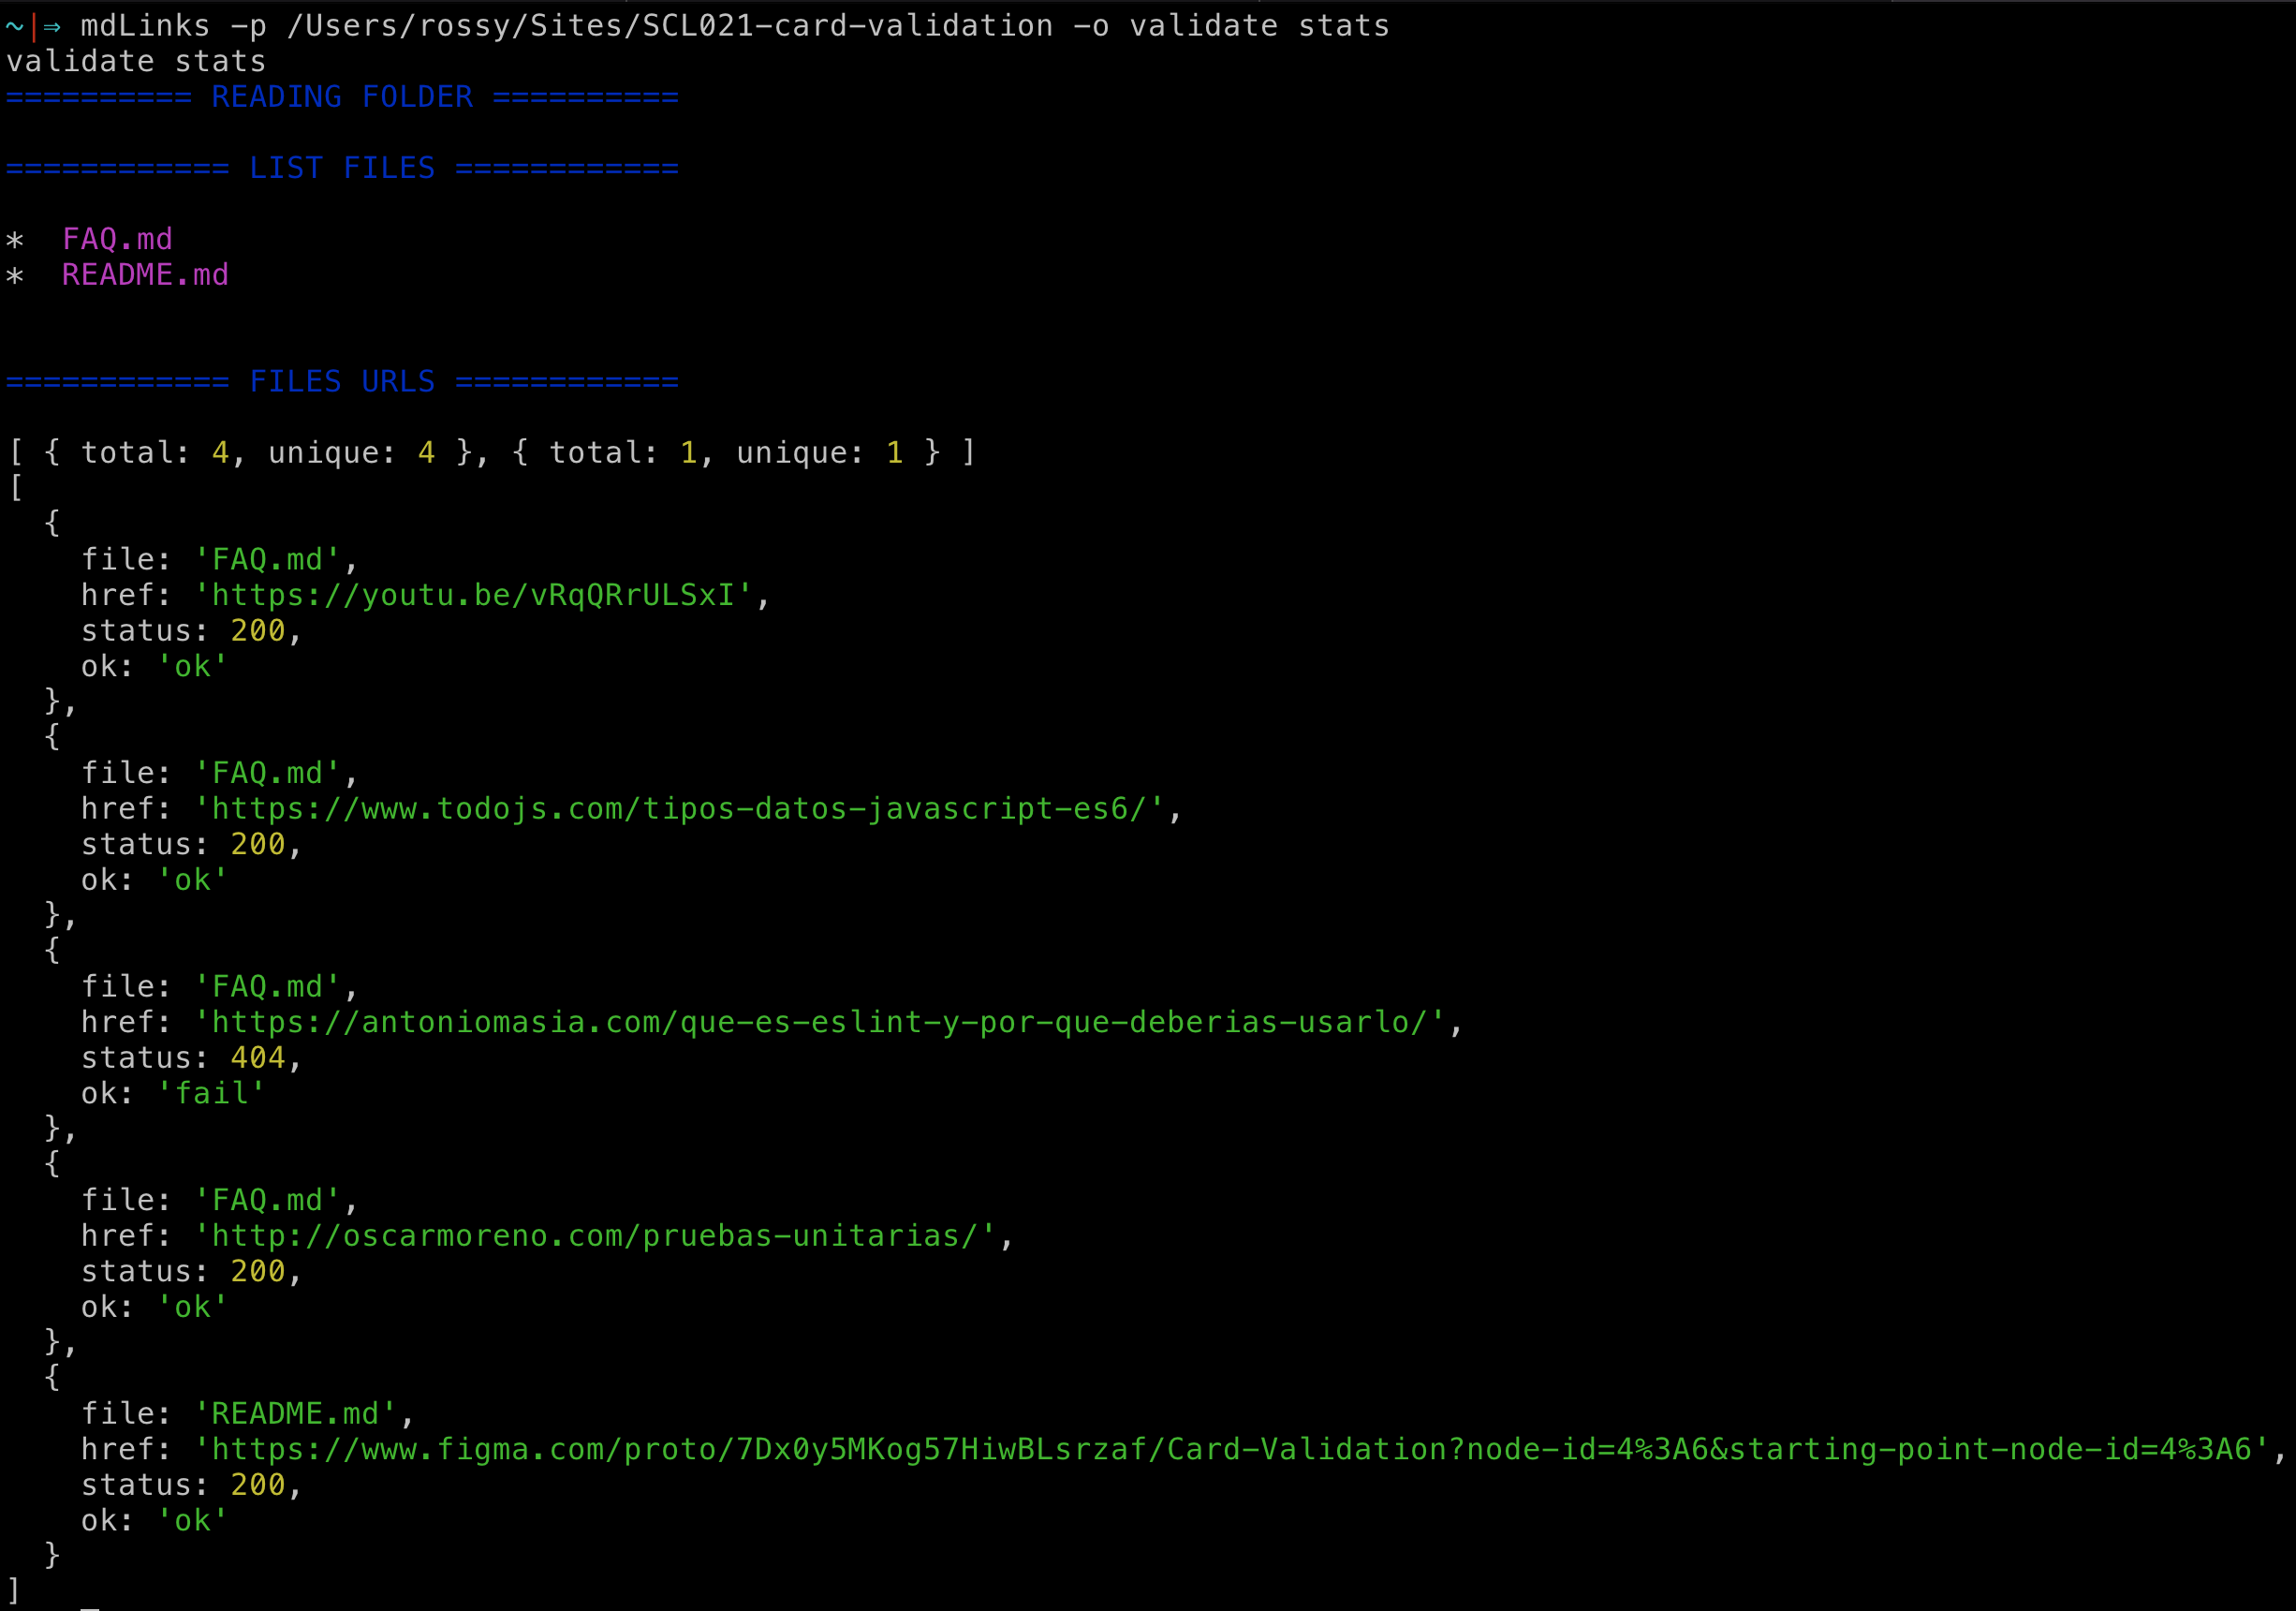 ~|⇒ mdLinks -p /Users/rossy/Sites/SCL021-card-validation -o validate stats
validate stats
========== READING FOLDER ==========
============ LIST FILES ============
*  FAQ.md
*  README.md
============ FILES URLS ============
[ { total: 4, unique: 4 }, { total: 1, unique: 1 } ]
[
  {
    file: 'FAQ.md',
    href: 'https://youtu.be/vRqQRrULSxI',
    status: 200,
    ok: 'ok'
  },
  {
    file: 'FAQ.md',
    href: 'https://www.todojs.com/tipos-datos-javascript-es6/',
    status: 200,
    ok: 'ok'
  },
  {
    file: 'FAQ.md',
    href: 'https://antoniomasia.com/que-es-eslint-y-por-que-deberias-usarlo/',
    status: 404,
    ok: 'fail'
  },
  {
    file: 'FAQ.md',
    href: 'http://oscarmoreno.com/pruebas-unitarias/',
    status: 200,
    ok: 'ok'
  },
  {
    file: 'README.md',
    href: 'https://www.figma.com/proto/7Dx0y5MKog57HiwBLsrzaf/Card-Validation?node-id=4%3A6&starting-point-node-id=4%3A6',
    status: 200,
    ok: 'ok'
  }
]